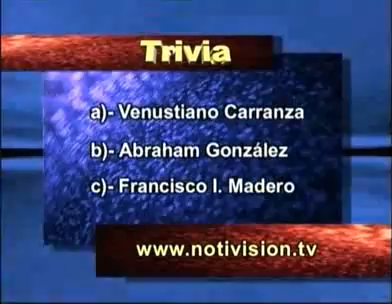 Trivia
a)- Venustiano Carranza
b)- Abraham González
c)- Francisco I. Madero
www.notivision.tv